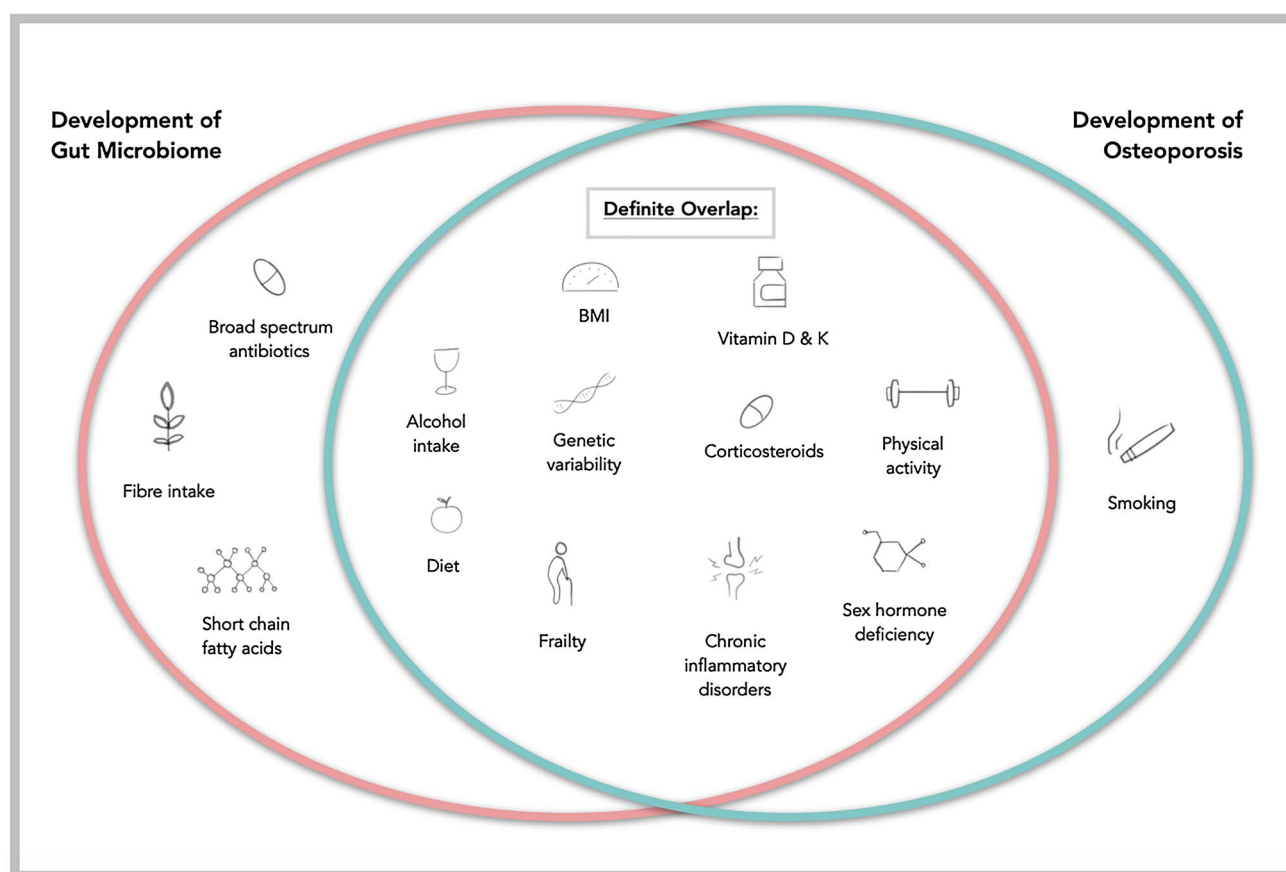 Development of
Gut Microbiome
Development of
Osteoporosis
Definite Overlap:
BMI
Vitamin D & K
Broad spectrum
antibiotics
Alcohol
intake
Genetic
variability
Corticosteroids
Physical
activity
Fibre intake
Smoking
Diet
Short chain
fatty acids
Frailty
Chronic
inflammatory
disorders
Sex hormone
deficiency